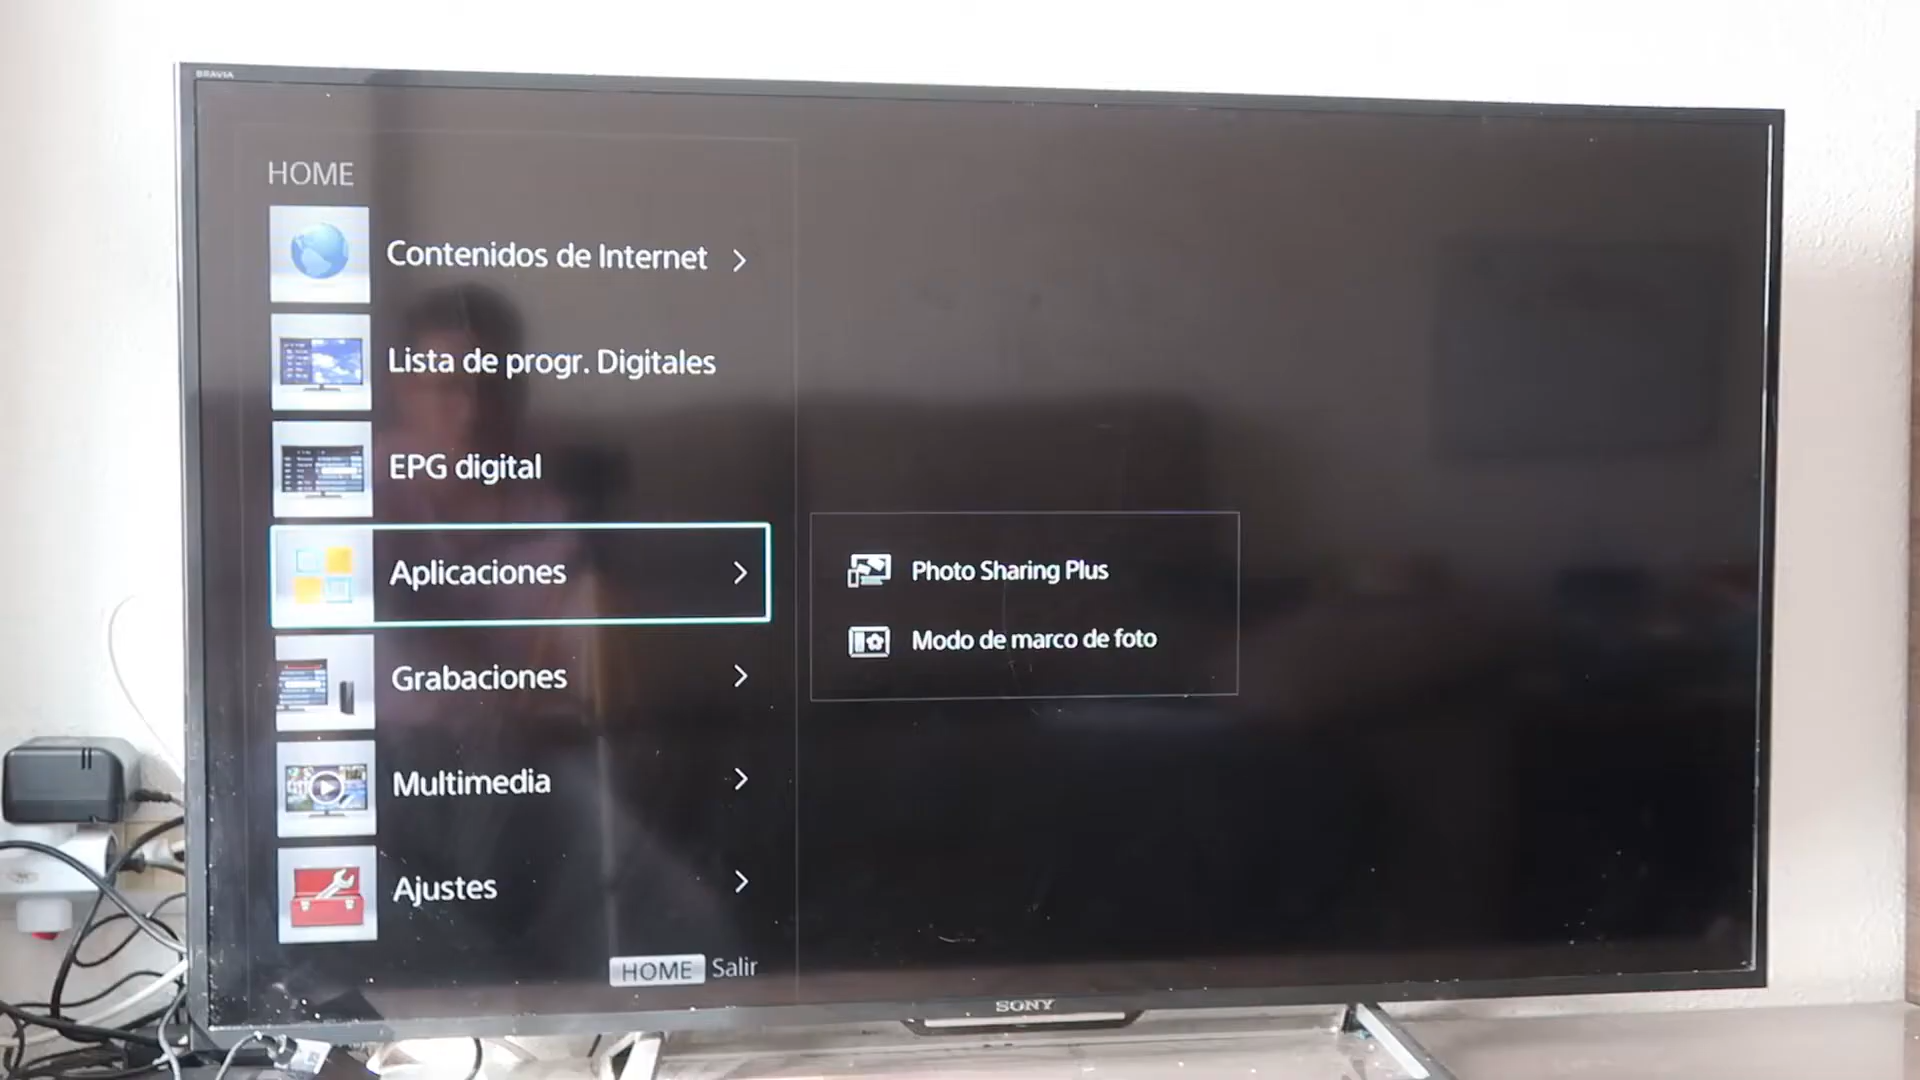 BRAVIA
HOME
Contenidos de Internet
Lista de progr. Digitales
EPG digital
Aplicaciones
Photo Sharing Plus
Modo de marco de foto
Grabaciones
Multimedia
Ajustes
HOME Salir
SONY